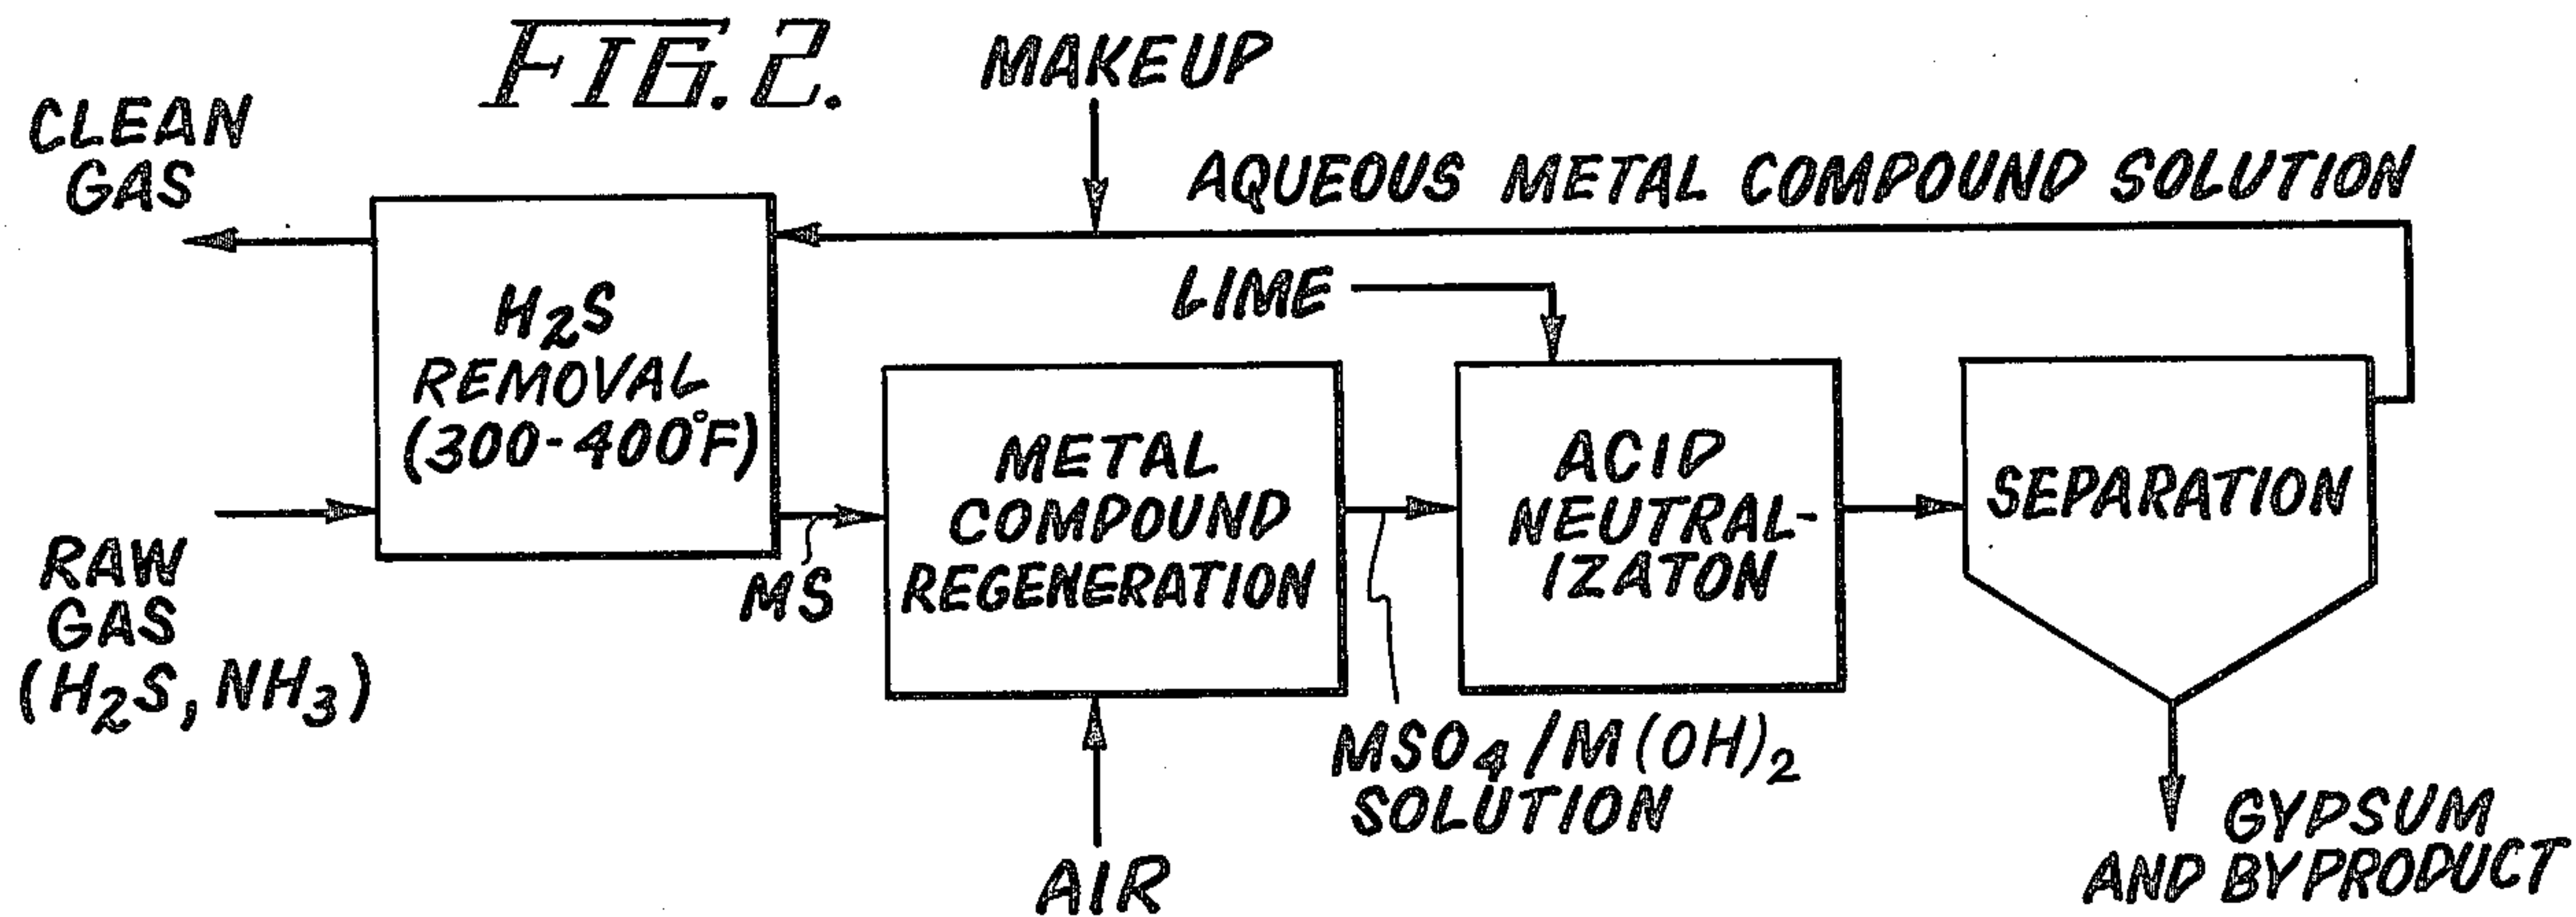 FIG. 2.
MAKEUP
CLEAN
GAS
AQUEOUS METAL COMPOUND SOLUTION
H2S
REMOVAL
(300-400°F)
LIME
RAW
GAS
(H2S, NH3)
MS
METAL
COMPOUND
REGENERATION
AIR
MSO4/M(OH)2
SOLUTION
ACID
NEUTRAL-
IZATON
SEPARATION
GYPSUM
AND BYPRODUCT